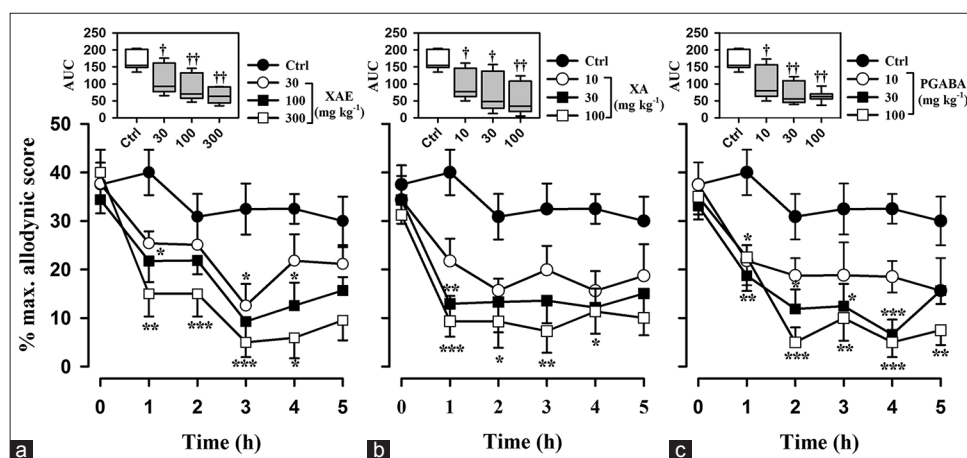 250
200
150
100
50
0
AUC
†
††
††
Ctrl
30
100
300
Ctrl
30
100
300
XAE
(mg kg⁻¹)
250
200
150
100
50
0
AUC
†
†
††
Ctrl
10
30
100
Ctrl
10
30
100
XA
(mg kg⁻¹)
250
200
150
100
50
0
AUC
†
††
††
Ctrl
10
30
100
Ctrl
10
30
100
PGABA
(mg kg⁻¹)
% max. allodynic score
50
40
30
20
10
0
*
**
***
*
***
*
*
0 1 2 3 4 5
Time (h)
a
**
***
*
**
*
0 1 2 3 4 5
Time (h)
b
*
**
*
***
*
**
***
***
**
0 1 2 3 4 5
Time (h)
c